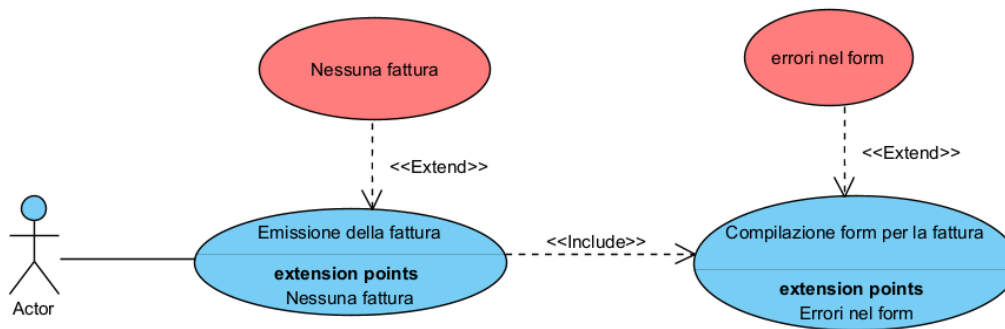 Nessuna fattura
errori nel form
<<Extend>>
<<Extend>>
Emissione della fattura
extension points
Nessuna fattura
<<Include>>
Compilazione form per la fattura
extension points
Errori nel form
Actor